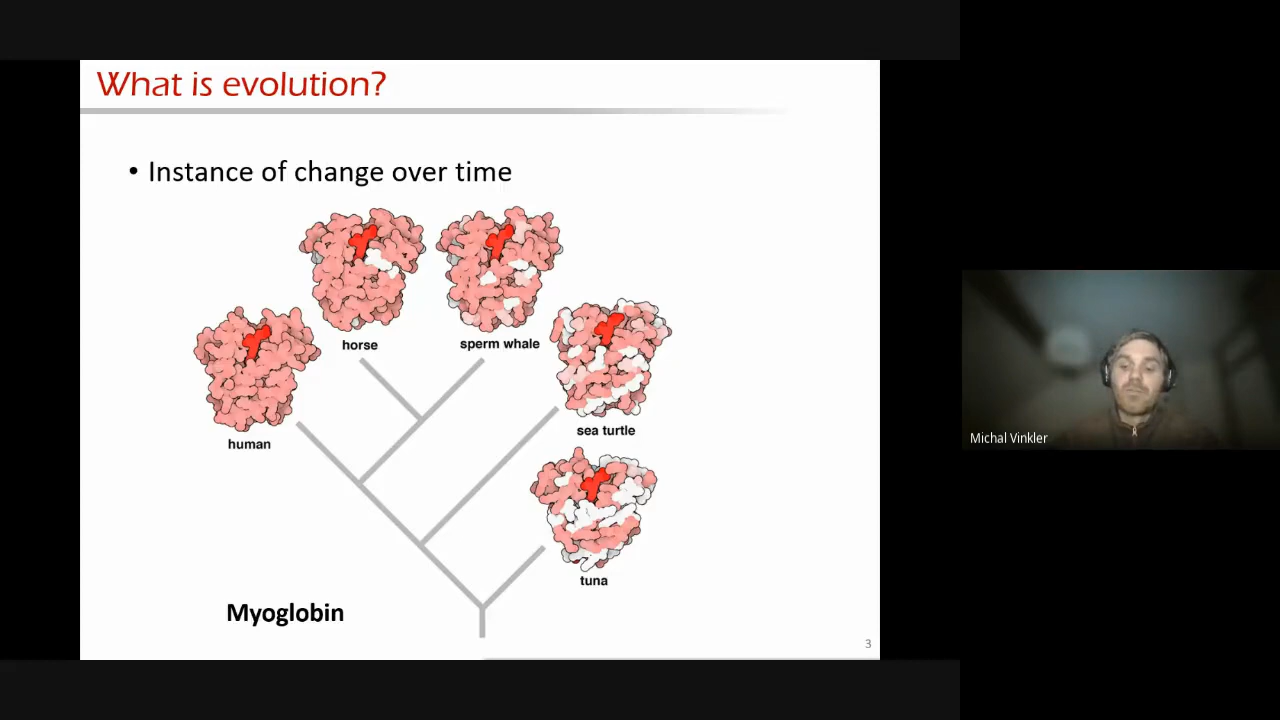 What is evolution?
• Instance of change over time
horse
sperm whale
human
sea turtle
tuna
Myoglobin
3
Michal Vinkler